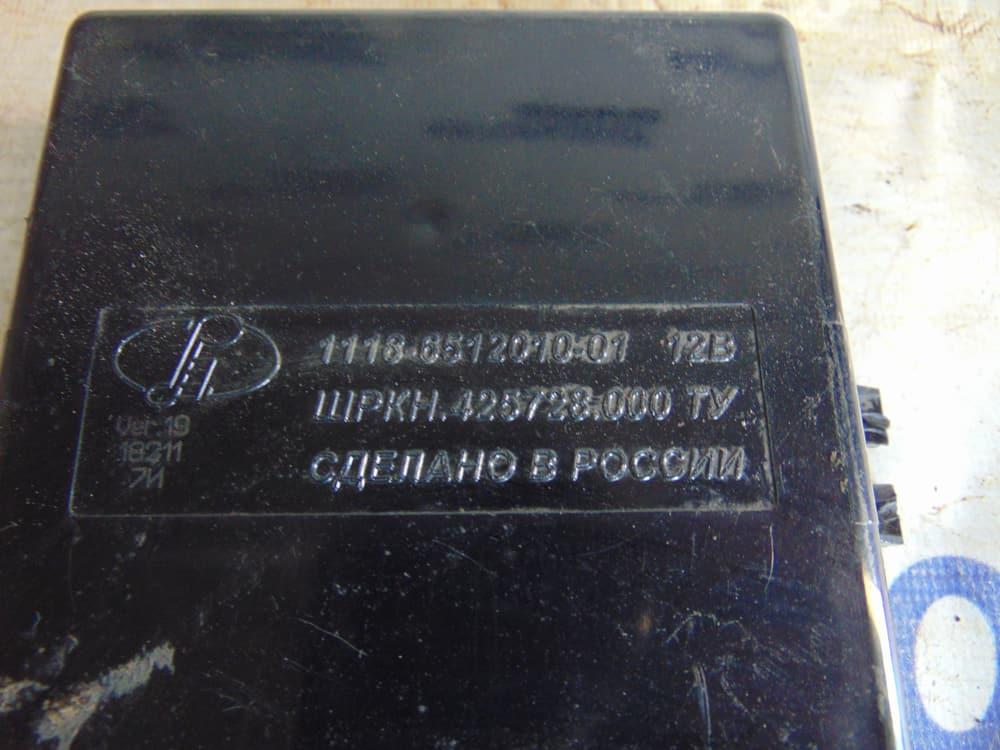 1118-6512010-01 12В
ШРКН.425728.000 ТУ
СДЕЛАНО В РОССИИ
Ver.19
18211
7И